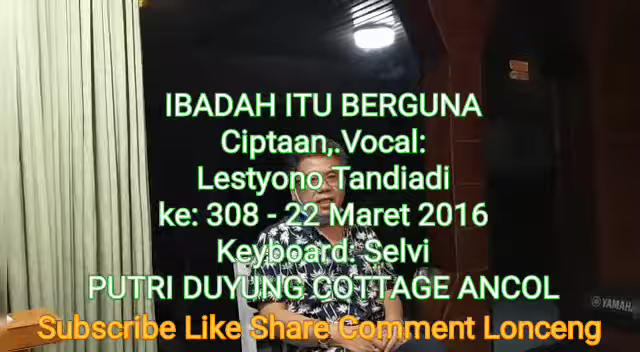 IBADAH ITU BERGUNA
Ciptaan,.Vocal:
Lestyono Tandiadi
ke: 308 - 22 Maret 2016
Keyboard: Selvi
PUTRI DUYUNG COTTAGE ANCOL
YAMAHA
Subscribe Like Share Comment Lonceng